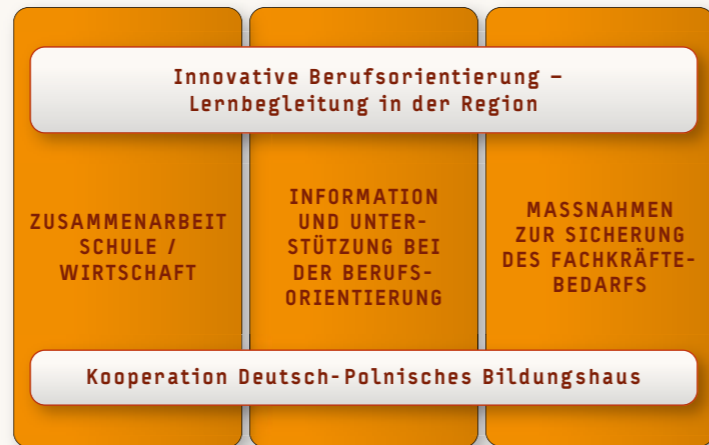 Innovative Berufsorientierung –
Lernbegleitung in der Region
ZUSAMMENARBEIT
SCHULE /
WIRTSCHAFT
INFORMATION
UND UNTER-
STÜTZUNG BEI
DER BERUFS-
ORIENTIERUNG
MASSNAHMEN
ZUR SICHERUNG
DES FACHKRÄFTE-
BEDARFS
Kooperation Deutsch-Polnisches Bildungshaus